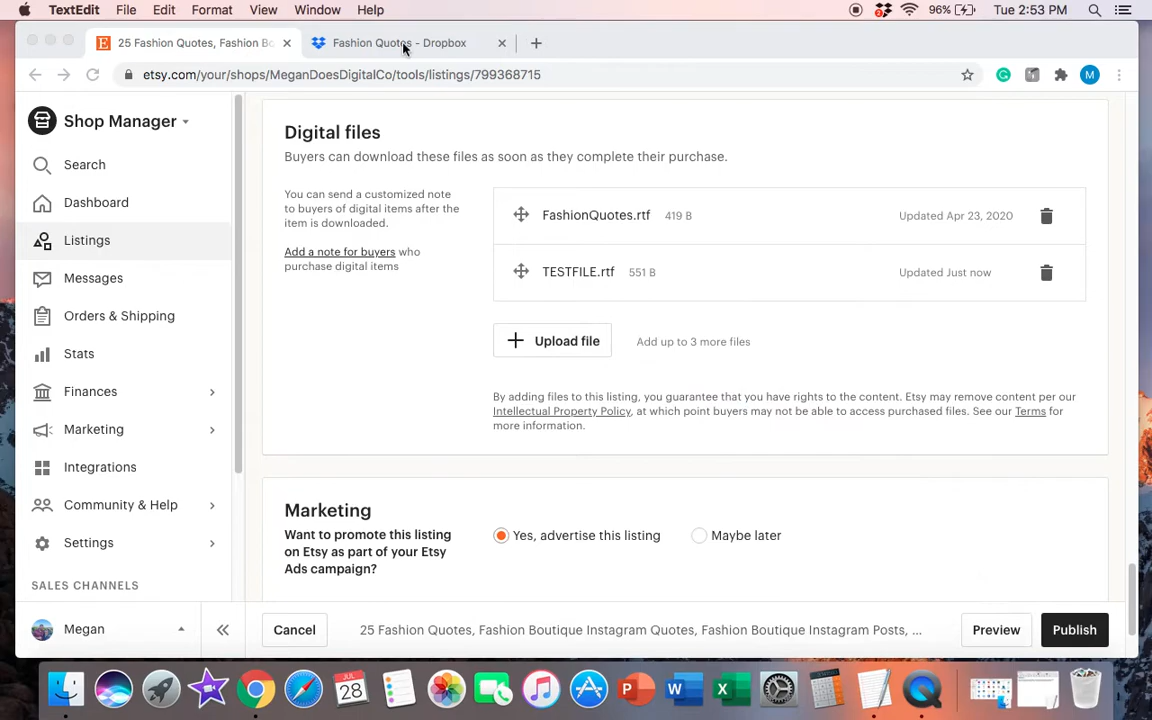 TextEdit File Edit Format View Window Help 96% Tue 2:53 PM
25 Fashion Quotes, Fashion Bo Fashion Quotes - Dropbox
etsy.com/your/shops/MeganDoesDigitalCo/tools/listings/799368715 M
Shop Manager
Search
Dashboard
Listings
Messages
Orders & Shipping
Stats
Finances
Marketing
Integrations
Community & Help
Settings
SALES CHANNELS
Megan
Digital files
Buyers can download these files as soon as they complete their purchase.
You can send a customized note
to buyers of digital items after the
item is downloaded.
Add a note for buyers who
purchase digital items
FashionQuotes.rtf 419 B Updated Apr 23, 2020
TESTFILE.rtf 551 B Updated Just now
Upload file Add up to 3 more files
By adding files to this listing, you guarantee that you have rights to the content. Etsy may remove content per our
Intellectual Property Policy, at which point buyers may not be able to access purchased files. See our Terms for
more information.
Marketing
Want to promote this listing
on Etsy as part of your Etsy
Ads campaign?
Yes, advertise this listing Maybe later
Cancel 25 Fashion Quotes, Fashion Boutique Instagram Quotes, Fashion Boutique Instagram Posts, ... Preview Publish
JUL
28